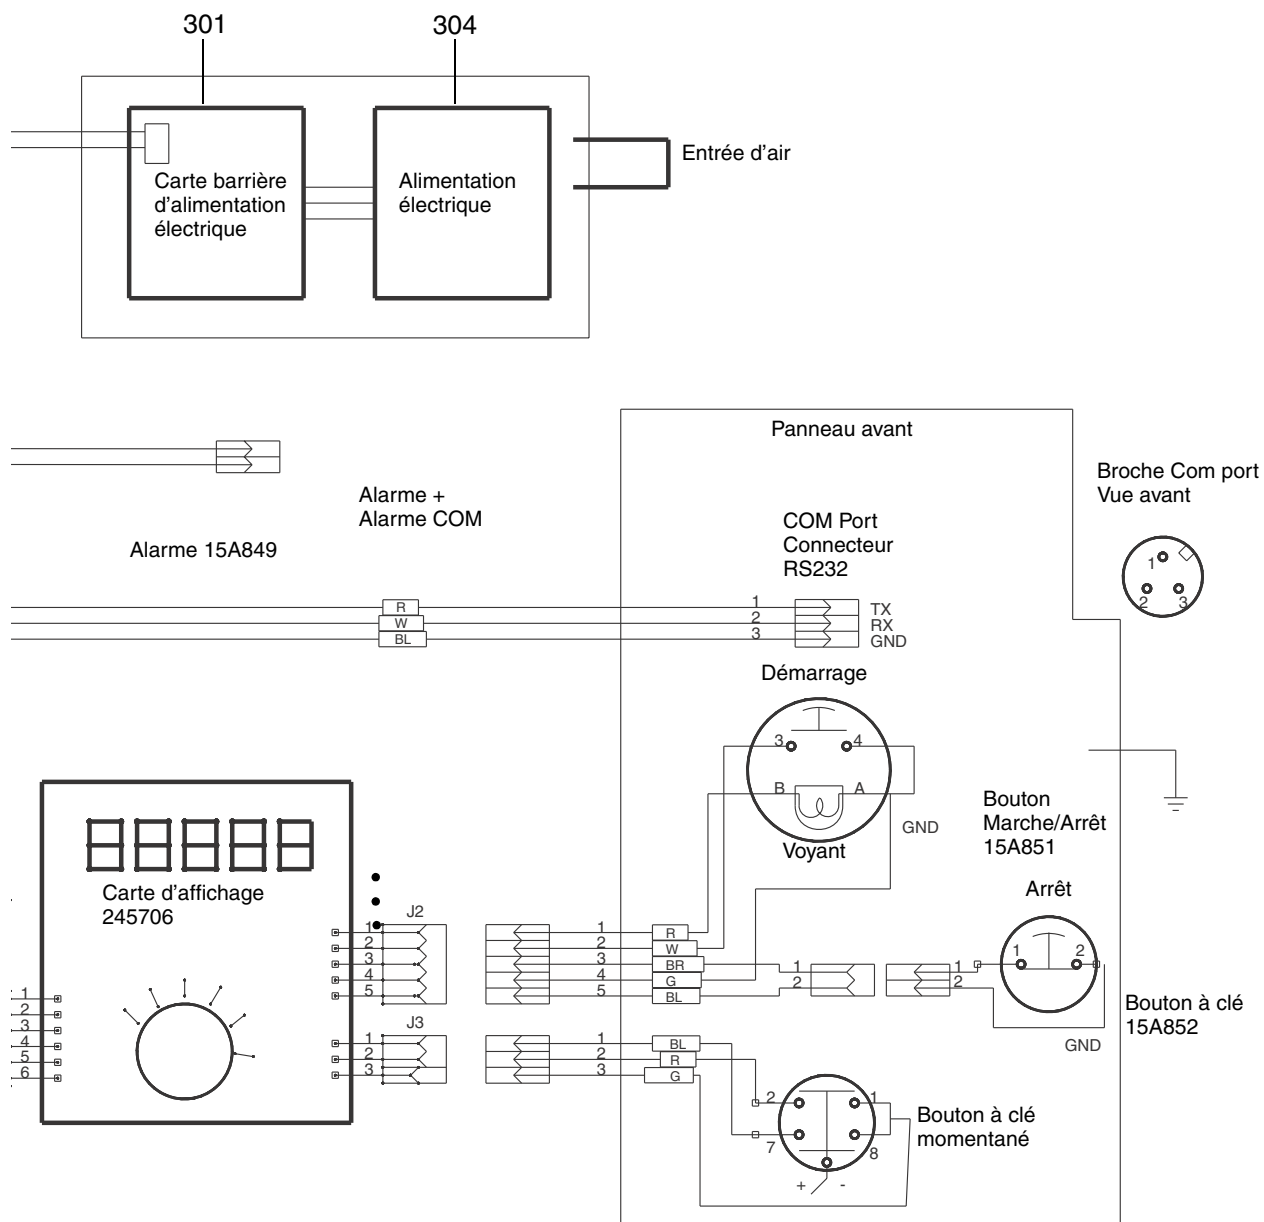 301
304
Entrée d'air
Carte barrière
d'alimentation
électrique
Alimentation
électrique
Panneau avant
Broche Com port
Vue avant
Alarme +
Alarme COM
Alarme 15A849
COM Port
Connecteur
RS232
1
2
3
R
W
BL
1
2
3
TX
RX
GND
Démarrage
3
4
B
A
Voyant
GND
Bouton
Marche/Arrêt
15A851
Arrêt
1
2
Bouton à clé
15A852
GND
Carte d'affichage
245706
J2
1
2
3
4
5
1
2
3
4
5
R
W
BR
G
BL
1
2
1
2
1
2
3
4
5
6
J3
1
2
3
1
2
3
BL
R
G
2
1
7
8
+
-
Bouton à clé
momentané